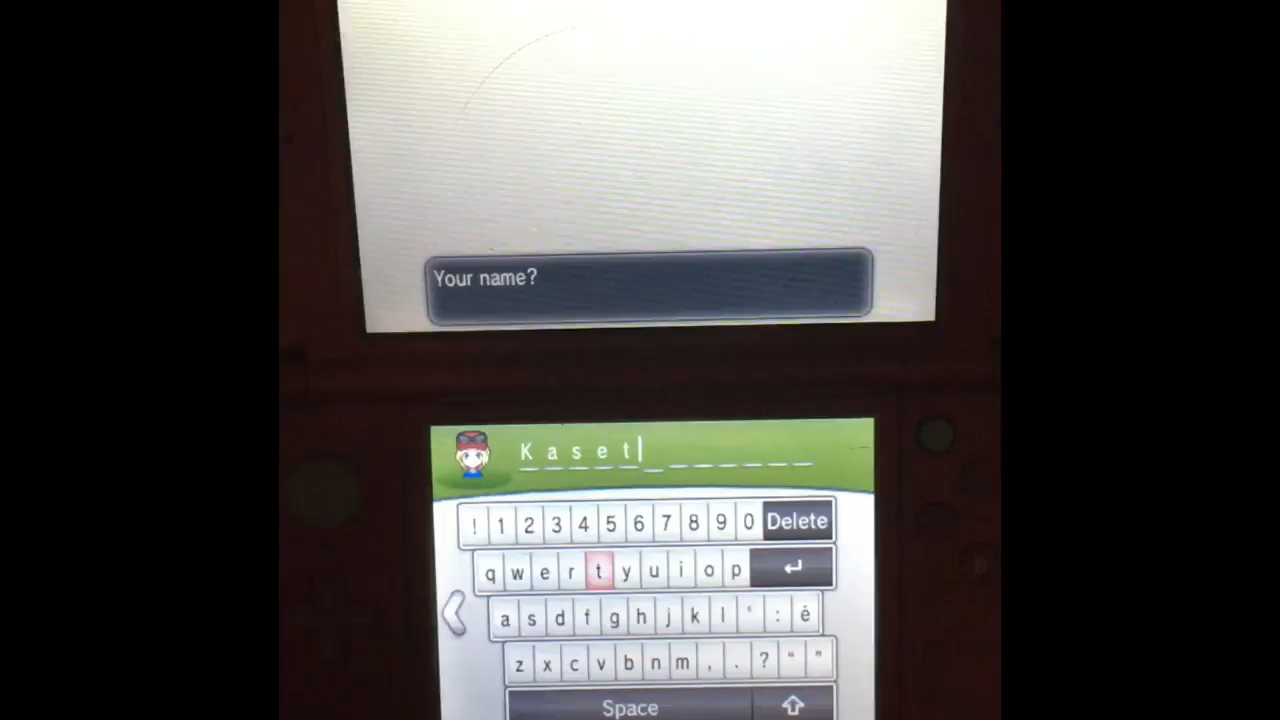 Your name?
Kaset
! 1 2 3 4 5 6 7 8 9 0 Delete
q w e r t y u i o p
a s d f g h j k l ' : é
z x c v b n m , . ? “ ”
Space